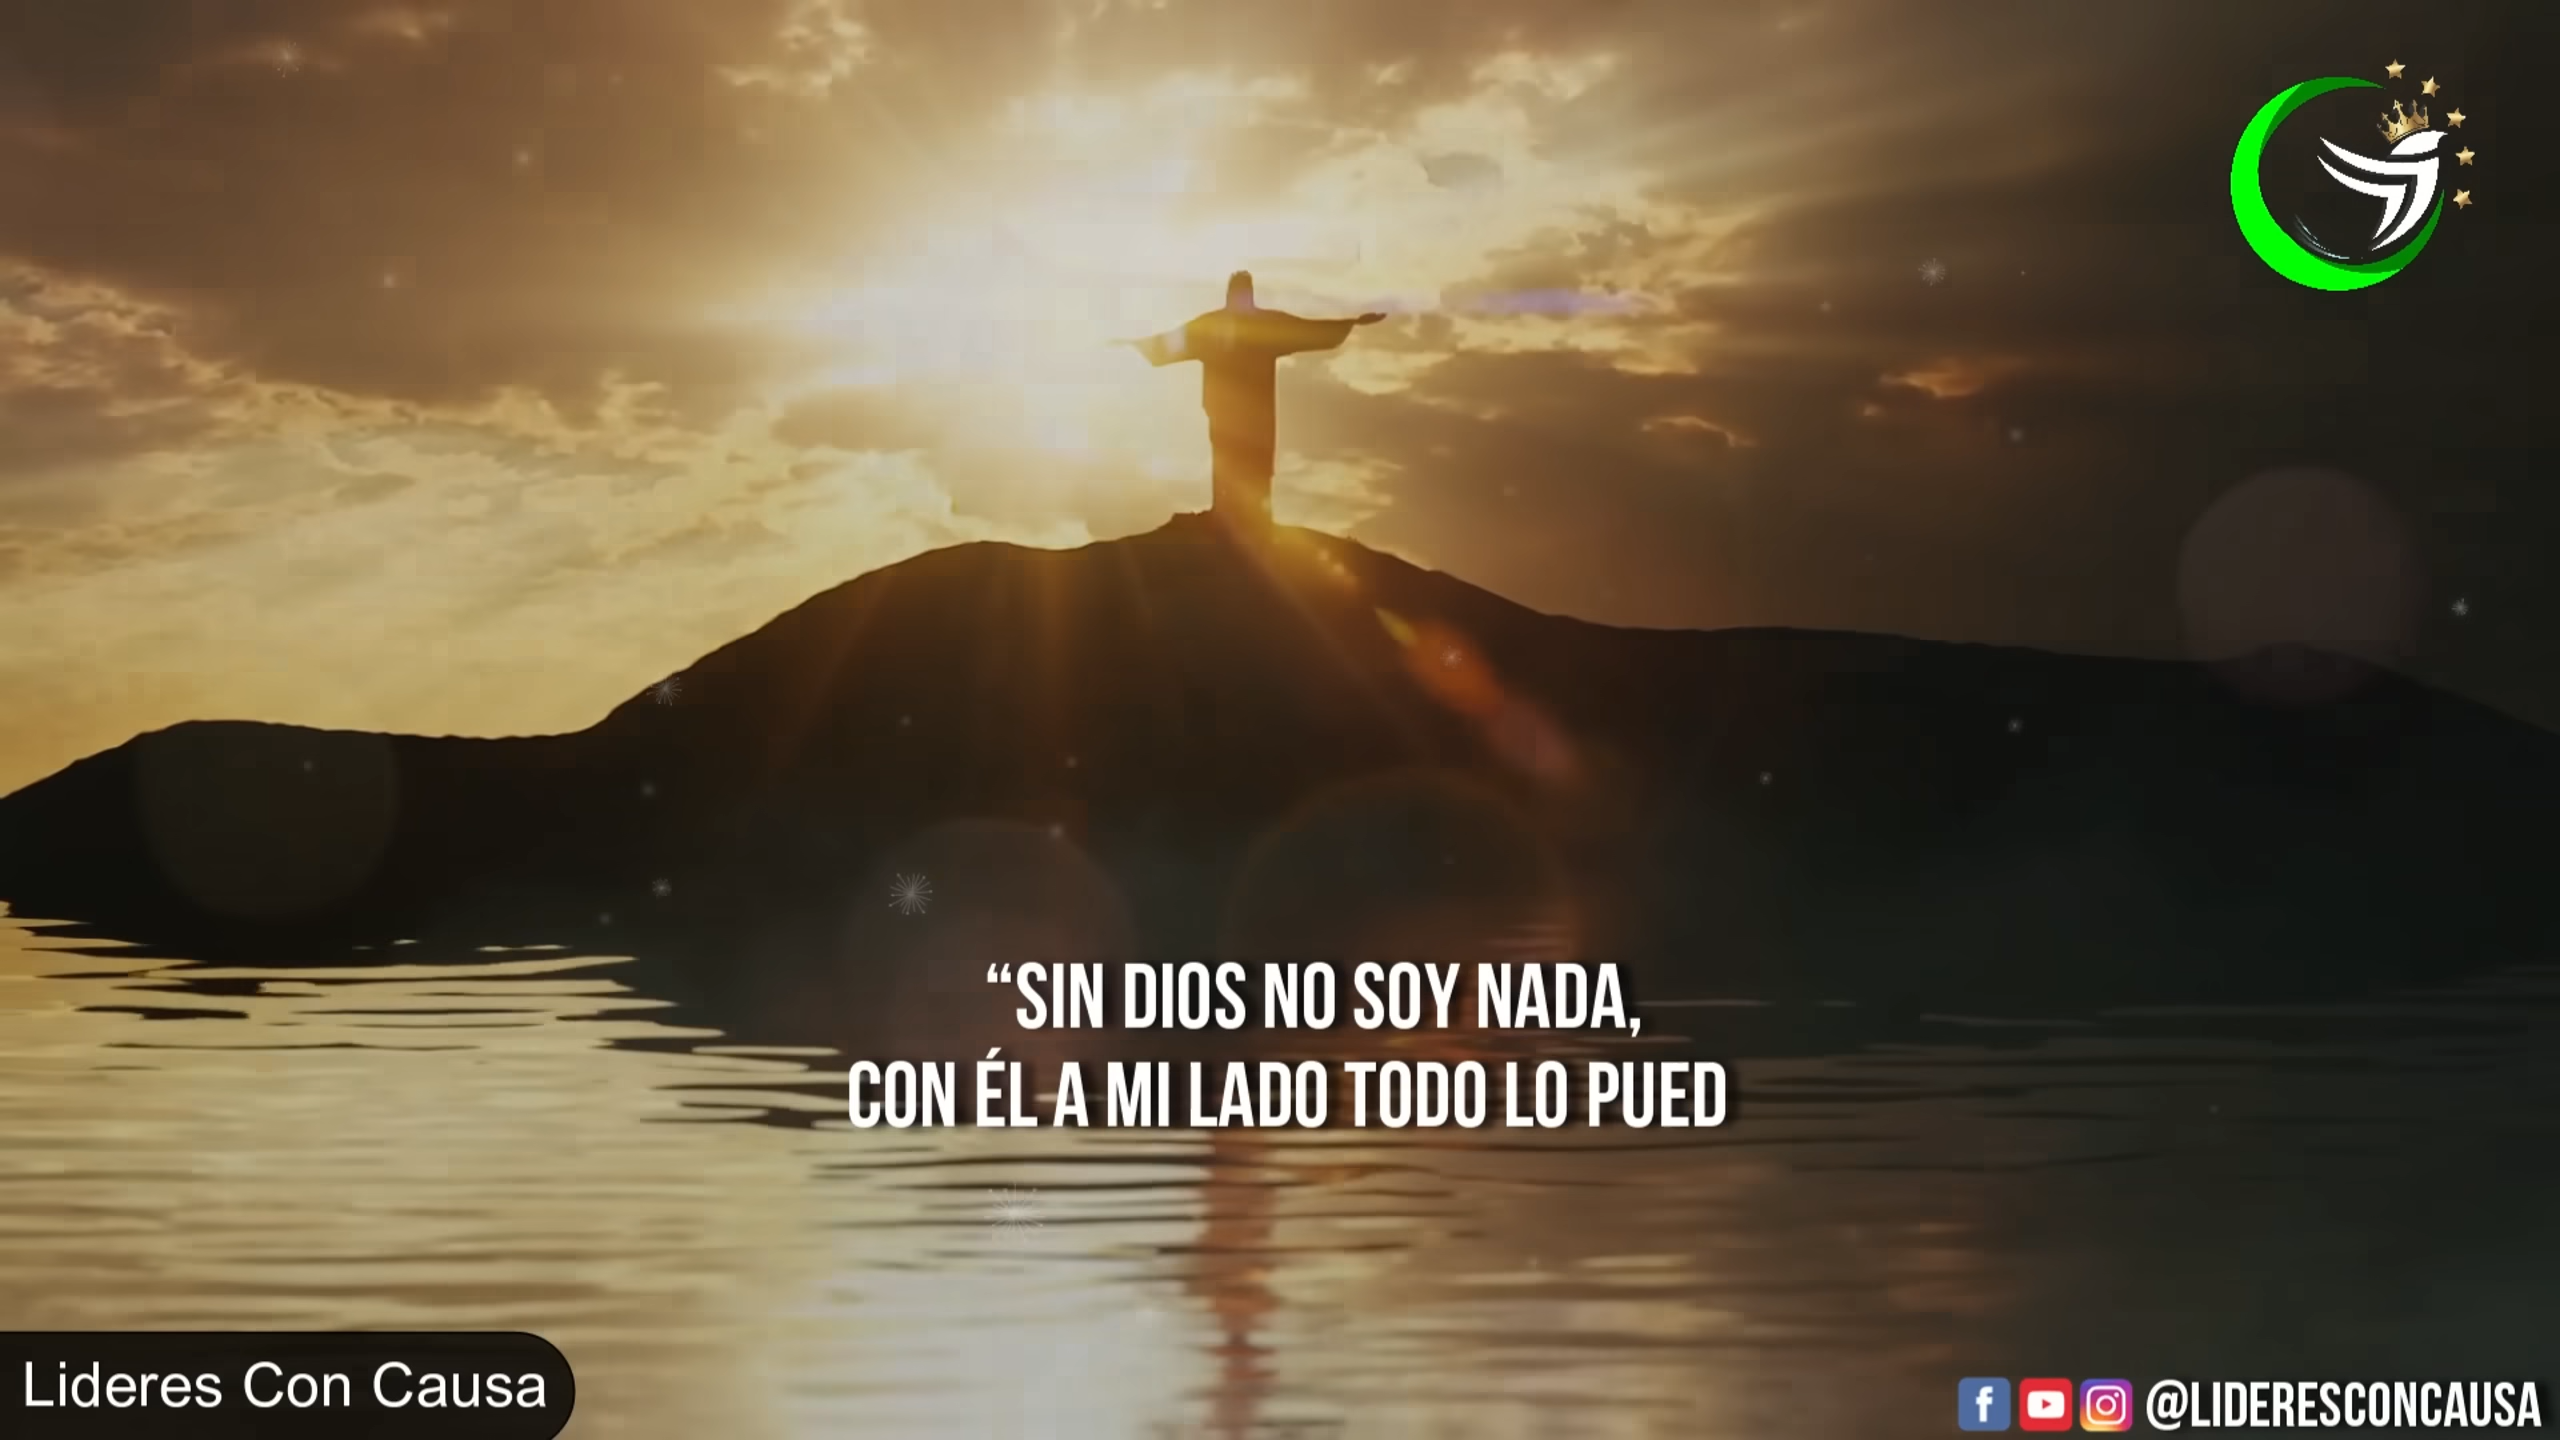 “SIN DIOS NO SOY NADA,
CON ÉL A MI LADO TODO LO PUED
Lideres Con Causa
@LIDERESCONCAUSA